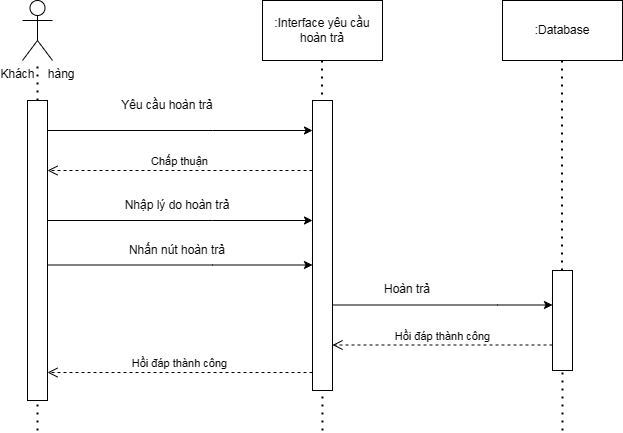 :Interface yêu cầu
hoàn trả
:Database
Khách hàng
Yêu cầu hoàn trả
Chấp thuận
Nhập lý do hoàn trả
Nhấn nút hoàn trả
Hoàn trả
Hồi đáp thành công
Hồi đáp thành công